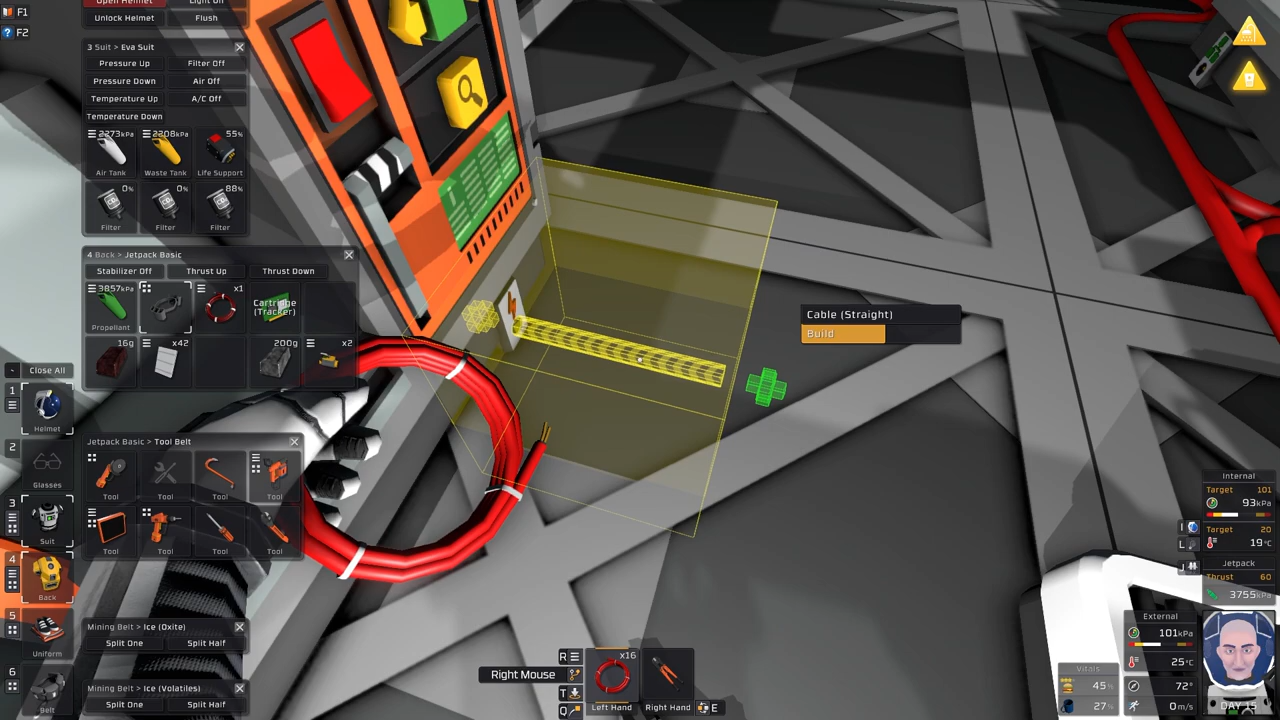 F1
Open Helmet
Light On
Unlock Helmet
Flush
F2
3 Suit > Eva Suit
Pressure Up
Filter Off
Pressure Down
Air Off
Temperature Up
A/C Off
Temperature Down
2273kPa
2208kPa
55%
Air Tank
Waste Tank
Life Support
0%
0%
88%
Filter
Filter
Filter
4 Back > Jetpack Basic
Stabilizer Off
Thrust Up
Thrust Down
3857kPa
x1
Cartridge
(Tracker)
Propellant
16g
x42
200g
x2
Cable (Straight)
Build
Close All
1
Helmet
2
Glasses
3
Suit
4
Back
5
Uniform
6
Belt
Jetpack Basic > Tool Belt
Tool
Tool
Tool
Tool
Tool
Tool
Tool
Tool
Mining Belt > Ice (Oxite)
Split One
Split Half
Mining Belt > Ice (Volatiles)
Split One
Split Half
Right Mouse
R
T
Q
x16
Left Hand
Right Hand
E
Internal
Target 101
93kPa
Target 20
19°C
Jetpack
Thrust 60
3755kPa
External
101kPa
25°C
72°
0m/s
Vitals
45%
27%
DAY 15